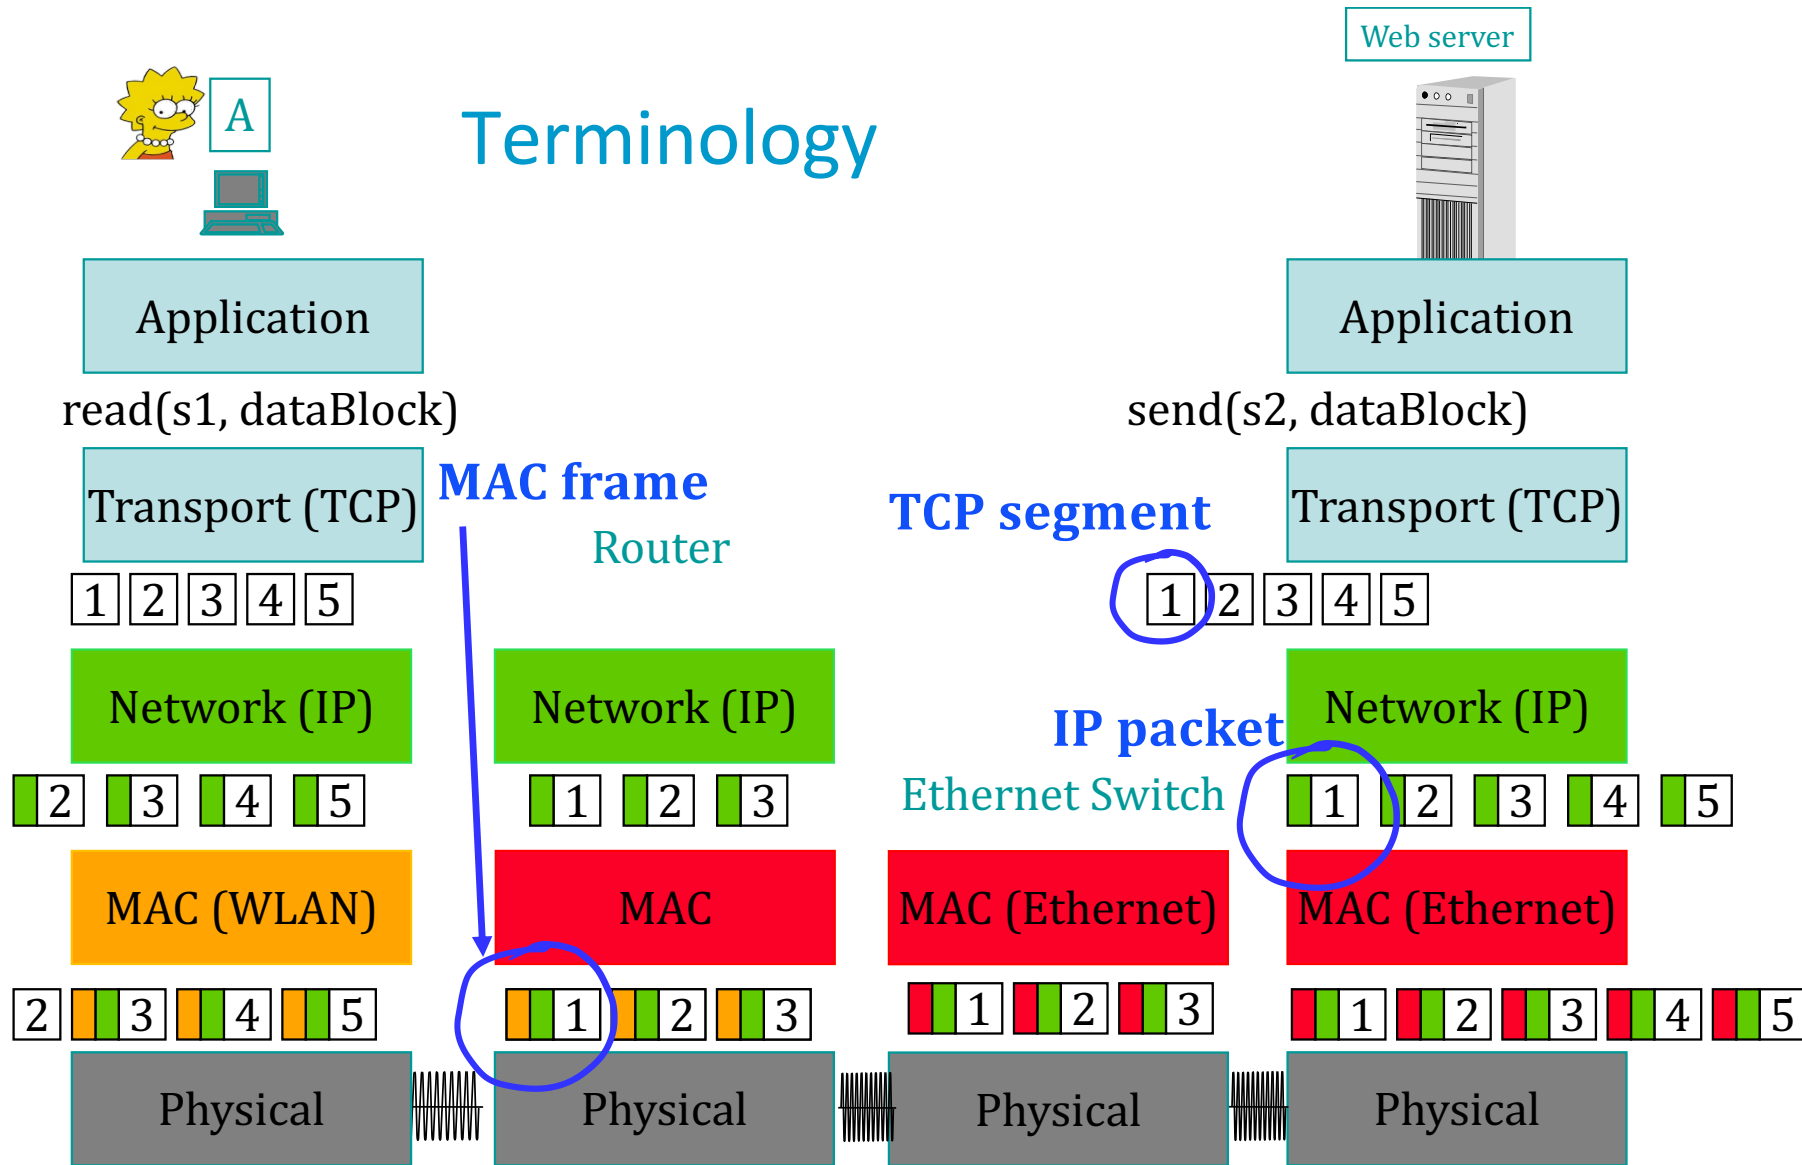 Web server
A
Terminology
Application
Application
read(s1, dataBlock)
send(s2, dataBlock)
Transport (TCP)
MAC frame
Router
TCP segment
Transport (TCP)
1 2 3 4 5
1 2 3 4 5
Network (IP)
Network (IP)
IP packet
Network (IP)
Ethernet Switch
2 3 4 5
1 2 3
1 2 3 4 5
MAC (WLAN)
MAC
MAC (Ethernet)
MAC (Ethernet)
2 3 4 5
1 2 3
1 2 3
1 2 3 4 5
Physical
Physical
Physical
Physical